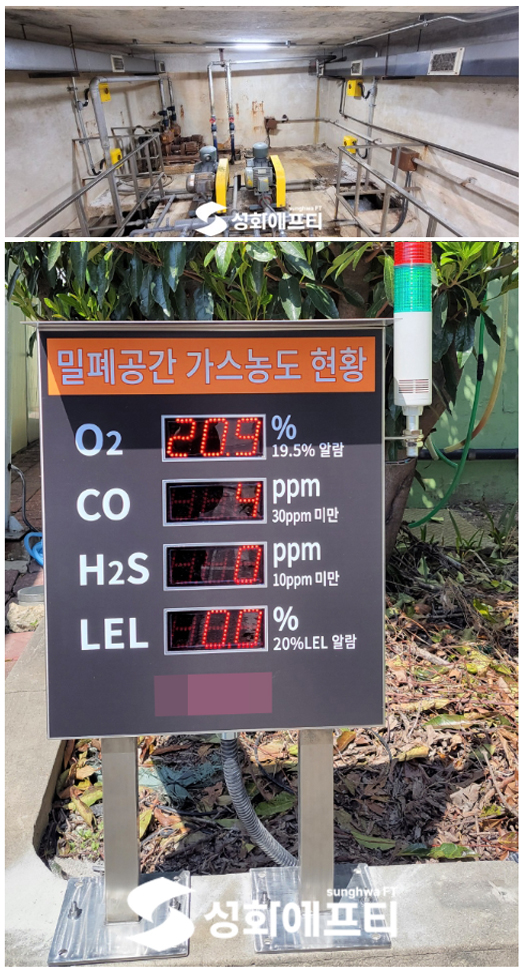 sunghwa FT
성화에프티
밀폐공간 가스농도 현황
O2 20.9 %
19.5% 알람
CO 4 ppm
30ppm 미만
H2S 0 ppm
10ppm 미만
LEL 0.0 %
20%LEL 알람
sunghwa FT
성화에프티